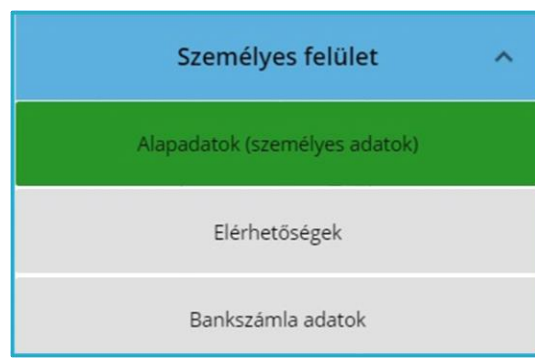 Személyes felület
Alapadatok (személyes adatok)
Elérhetőségek
Bankszámla adatok